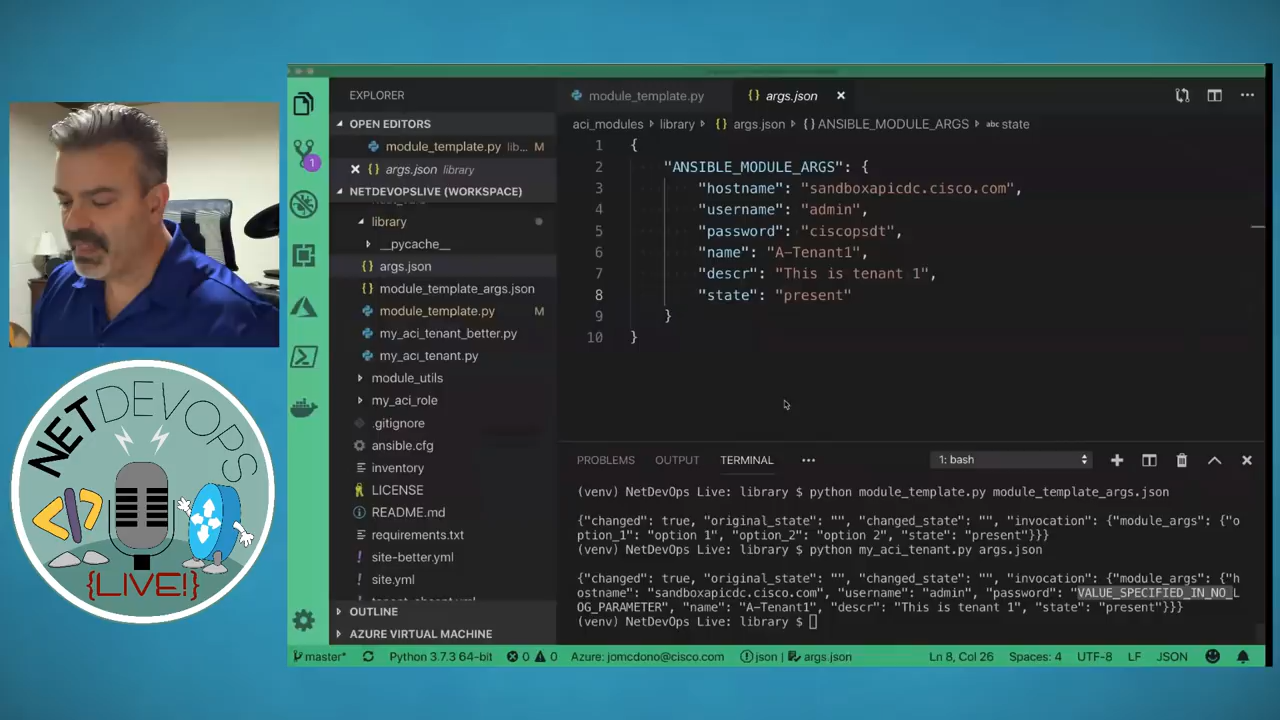 NETDEVOPS
{LIVE!}
EXPLORER
OPEN EDITORS
module_template.py lib... M
args.json library
NETDEVOPSLIVE (WORKSPACE)
library
__pycache__
args.json
module_template_args.json
module_template.py M
my_aci_tenant_better.py
my_aci_tenant.py
module_utils
my_aci_role
.gitignore
ansible.cfg
inventory
LICENSE
README.md
requirements.txt
site-better.yml
site.yml
OUTLINE
AZURE VIRTUAL MACHINE
1
module_template.py {} args.json
aci_modules library {} args.json {} ANSIBLE_MODULE_ARGS abc state
1 {
2 "ANSIBLE_MODULE_ARGS": {
3 "hostname": "sandboxapicdc.cisco.com",
4 "username": "admin",
5 "password": "ciscopsdt",
6 "name": "A-Tenant1",
7 "descr": "This is tenant 1",
8 "state": "present"
9 }
10 }
PROBLEMS OUTPUT TERMINAL 1: bash
(venv) NetDevOps Live: library $ python module_template.py module_template_args.json
{"changed": true, "original_state": "", "changed_state": "", "invocation": {"module_args": {"o
ption_1": "option 1", "option_2": "option 2", "state": "present"}}}
(venv) NetDevOps Live: library $ python my_aci_tenant.py args.json
{"changed": true, "original_state": "", "changed_state": "", "invocation": {"module_args": {"h
ostname": "sandboxapicdc.cisco.com", "username": "admin", "password": "VALUE_SPECIFIED_IN_NO_L
OG_PARAMETER", "name": "A-Tenant1", "descr": "This is tenant 1", "state": "present"}}}
(venv) NetDevOps Live: library $
master* Python 3.7.3 64-bit 0 0 Azure: jomcdono@cisco.com json args.json Ln 8, Col 26 Spaces: 4 UTF-8 LF JSON